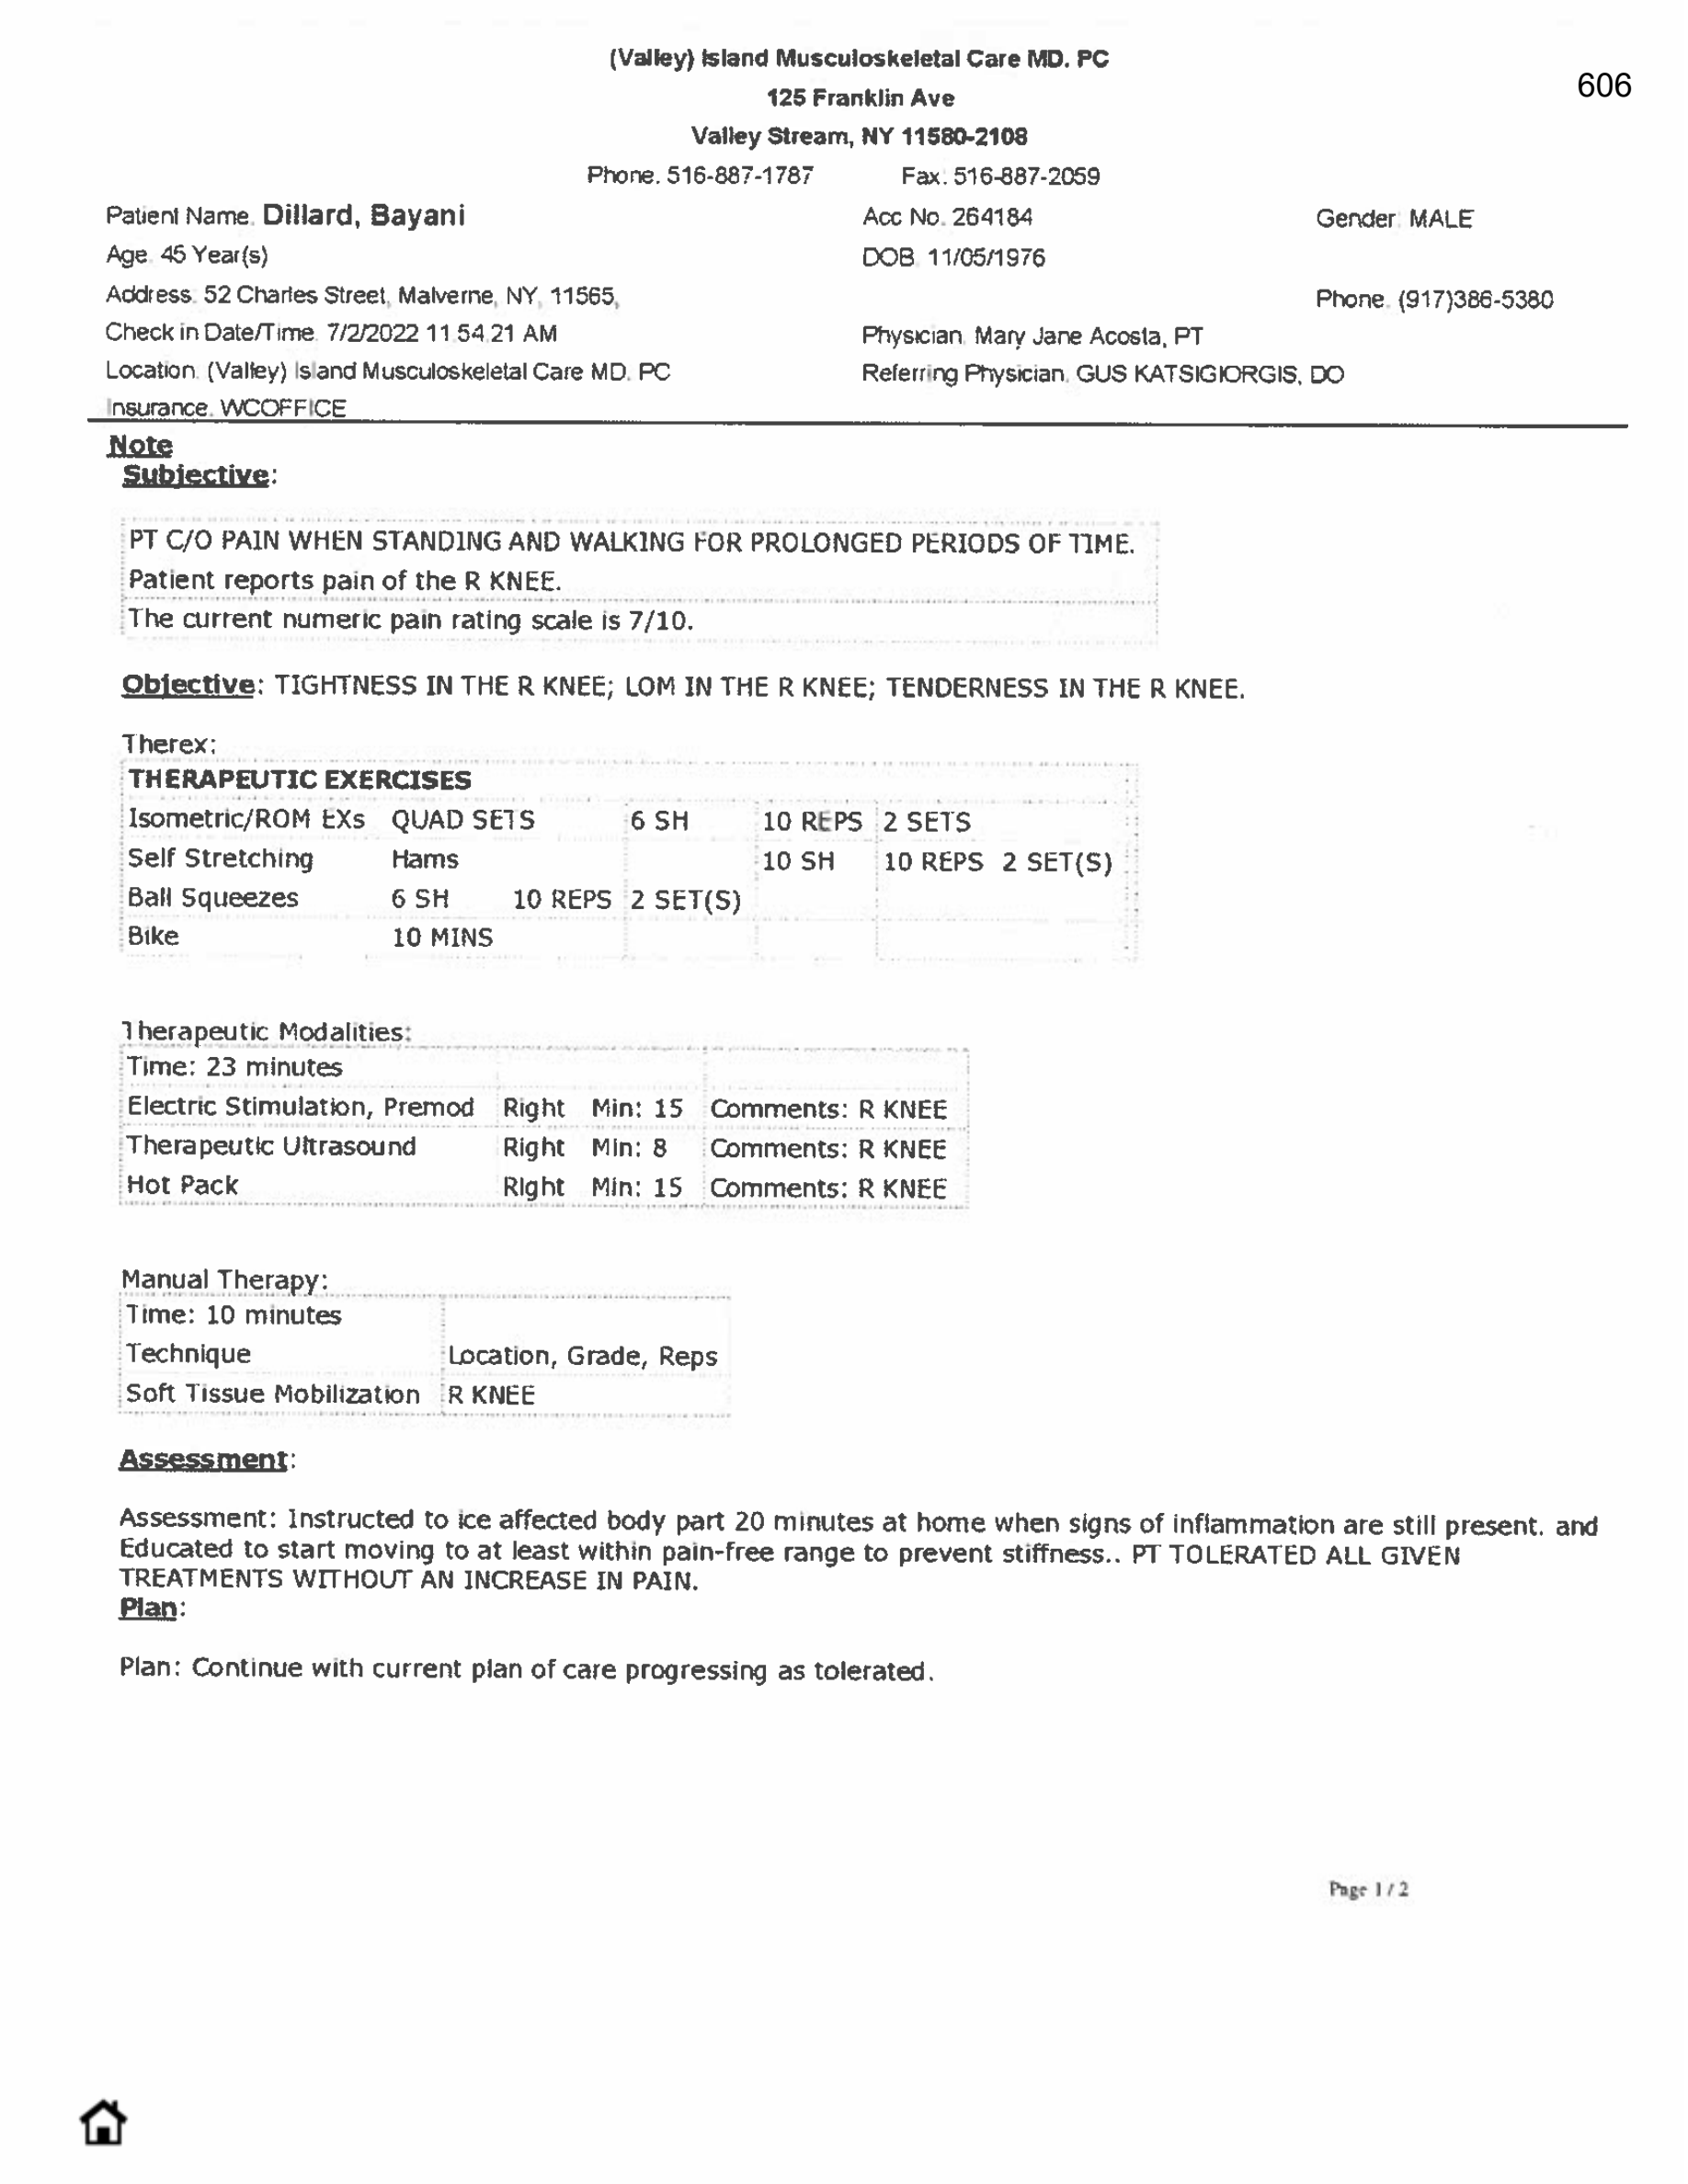 (Valley) Island Musculoskeletal Care MD. PC
606
125 Franklin Ave
Valley Stream, NY 11580-2108
Phone. 516-887-1787 Fax. 516-887-2059
Patient Name. Dillard, Bayani Acc No. 264184 Gender: MALE
Age. 45 Year(s) DOB. 11/05/1976
Address. 52 Charles Street, Malverne, NY, 11565, Phone. (917)386-5380
Check in Date/Time. 7/2/2022 11.54.21 AM Physician. Mary Jane Acosta, PT
Location. (Valley) Island Musculoskeletal Care MD. PC Referring Physician. GUS KATSIGIORGIS, DO
Insurance. WCOFFICE
Note
Subjective:
PT C/O PAIN WHEN STANDING AND WALKING FOR PROLONGED PERIODS OF TIME.
Patient reports pain of the R KNEE.
The current numeric pain rating scale is 7/10.
Objective: TIGHTNESS IN THE R KNEE; LOM IN THE R KNEE; TENDERNESS IN THE R KNEE.
Therex:
THERAPEUTIC EXERCISES
Isometric/ROM EXs QUAD SETS 6 SH 10 REPS 2 SETS
Self Stretching Hams 10 SH 10 REPS 2 SET(S)
Ball Squeezes 6 SH 10 REPS 2 SET(S)
Bike 10 MINS
Therapeutic Modalities:
Time: 23 minutes
Electric Stimulation, Premod Right Min: 15 Comments: R KNEE
Therapeutic Ultrasound Right Min: 8 Comments: R KNEE
Hot Pack Right Min: 15 Comments: R KNEE
Manual Therapy:
Time: 10 minutes
Technique Location, Grade, Reps
Soft Tissue Mobilization R KNEE
Assessment:
Assessment: Instructed to ice affected body part 20 minutes at home when signs of inflammation are still present. and
Educated to start moving to at least within pain-free range to prevent stiffness.. PT TOLERATED ALL GIVEN
TREATMENTS WITHOUT AN INCREASE IN PAIN.
Plan:
Plan: Continue with current plan of care progressing as tolerated.
Page 1 / 2